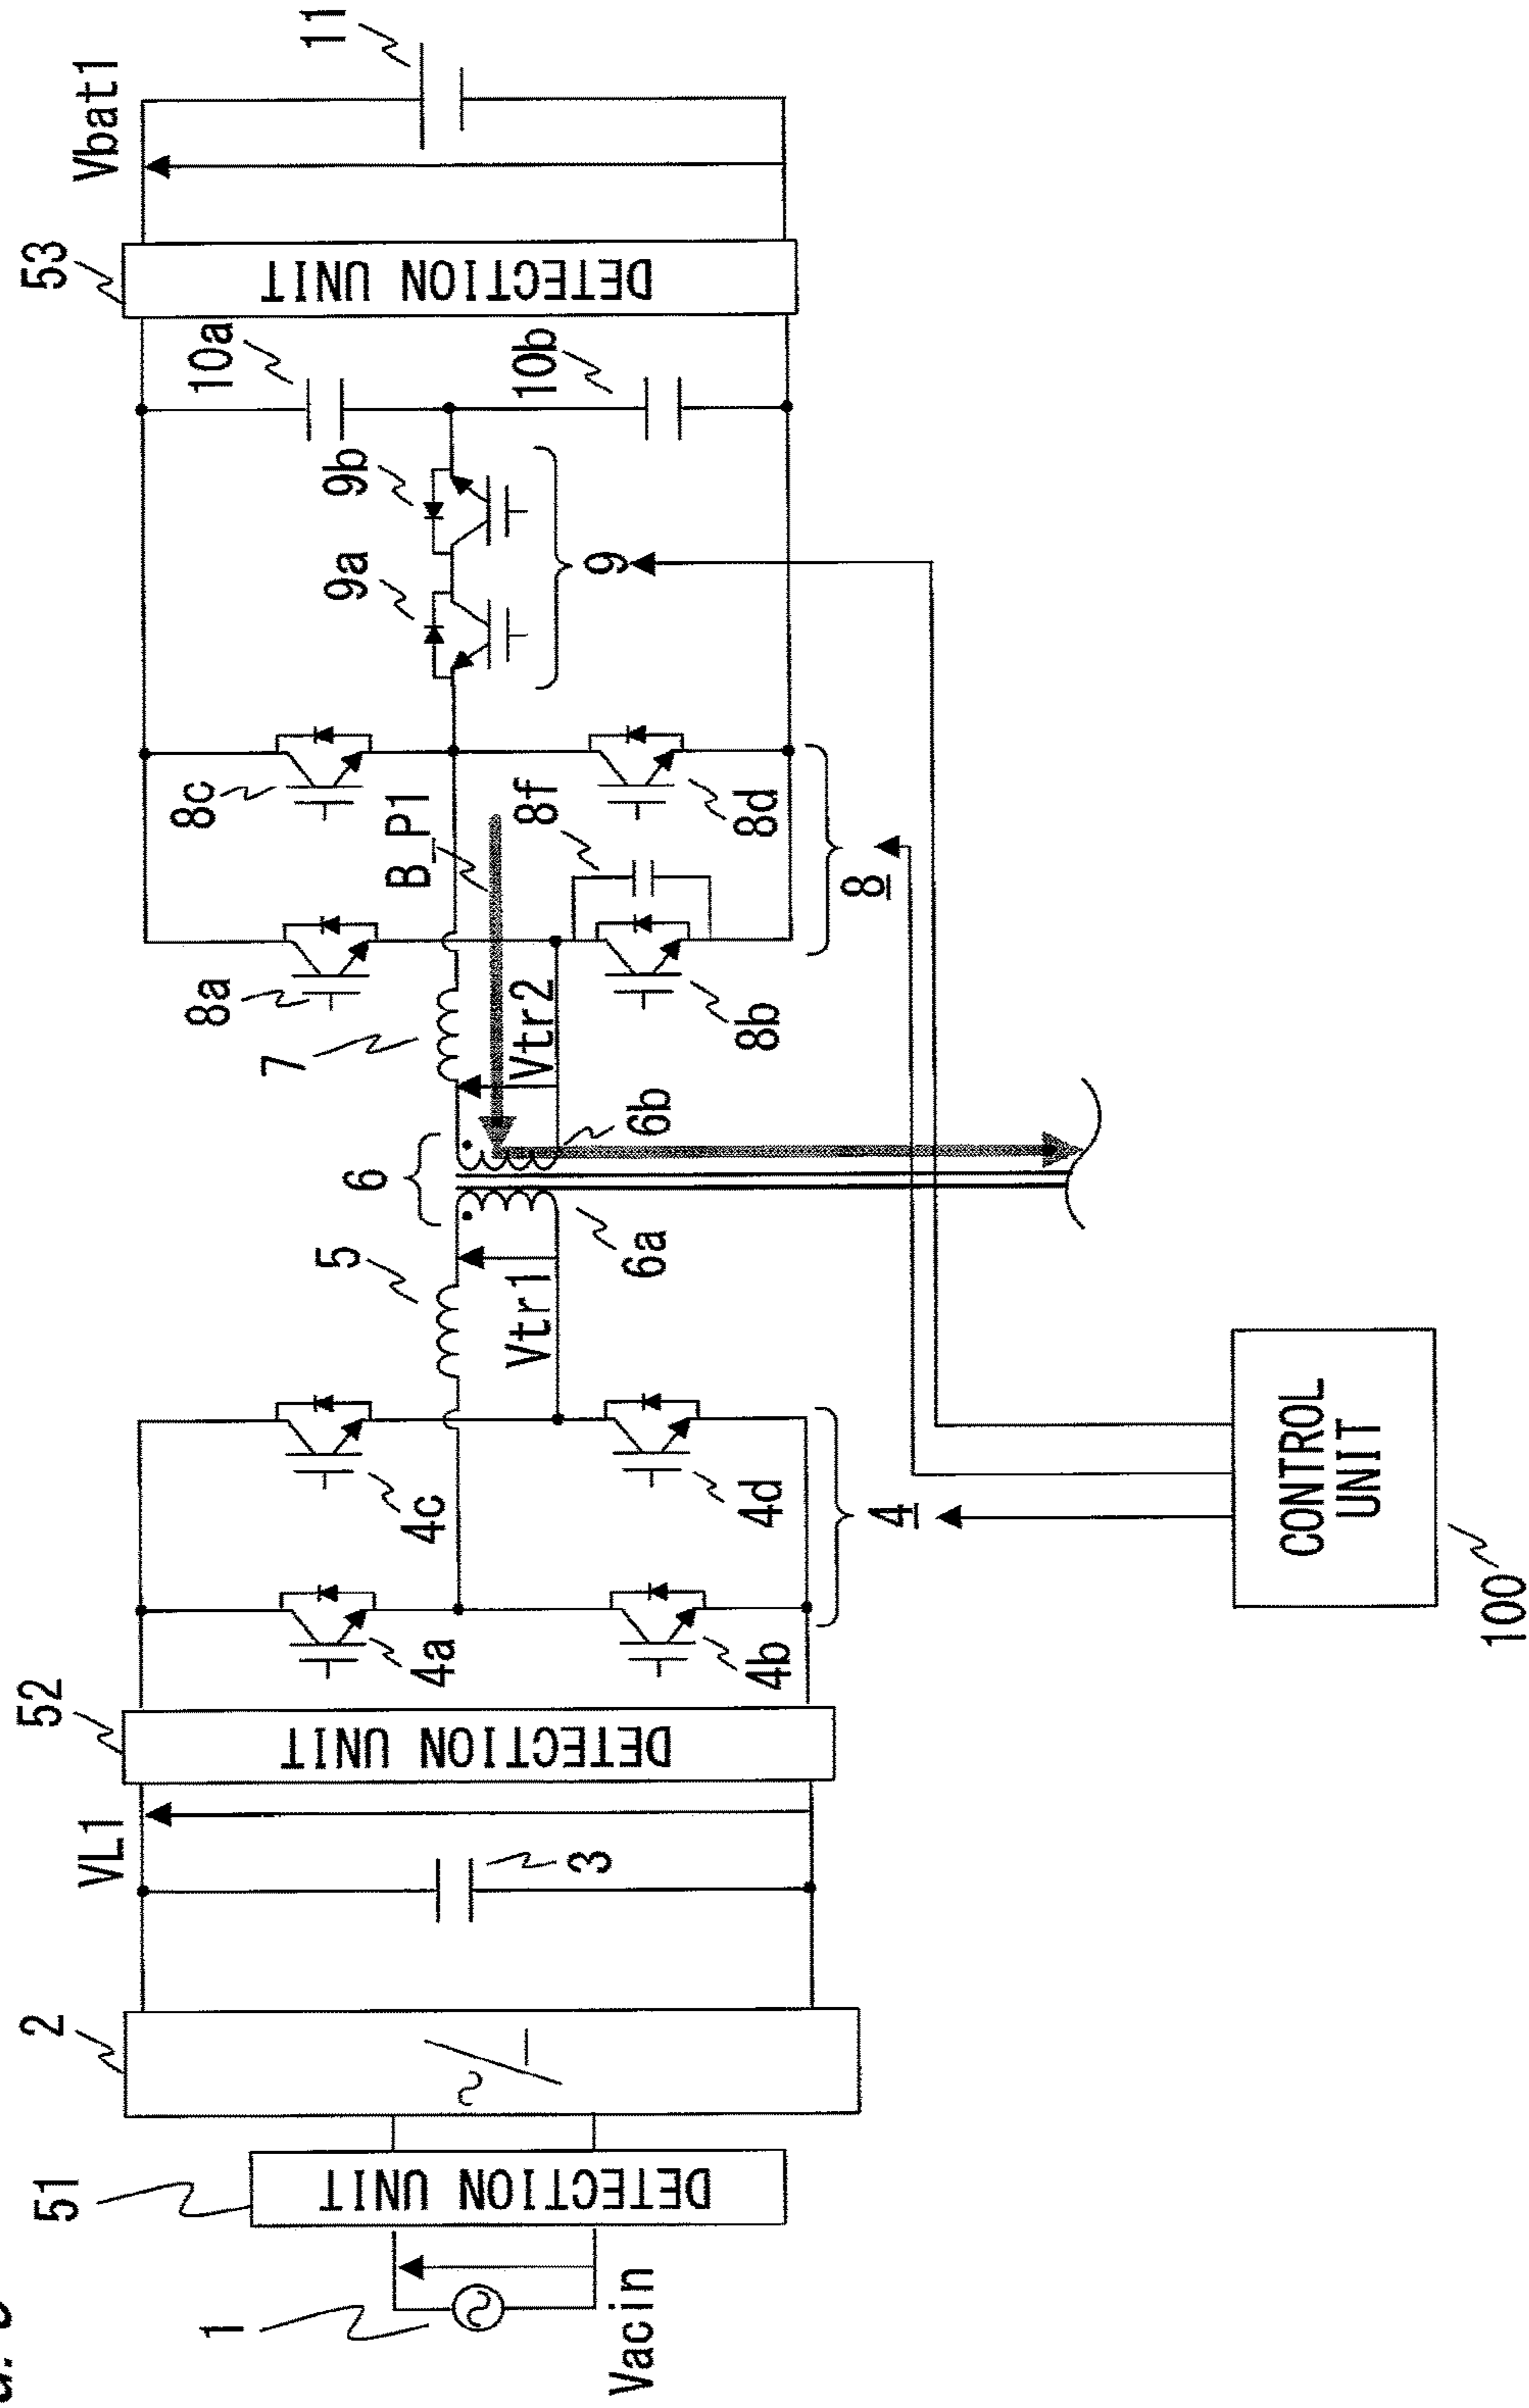 51
2
VL1
52
53
Vbat1
11
1
DETECTION UNIT
3
DETECTION UNIT
4a
4c
5
6
7
8a
8c
B_P1
9a
9b
9
10a
10b
DETECTION UNIT
Vacin
4b
4d
4
Vtr1
6a
6b
Vtr2
8b
8f
8d
8
CONTROL
UNIT
100